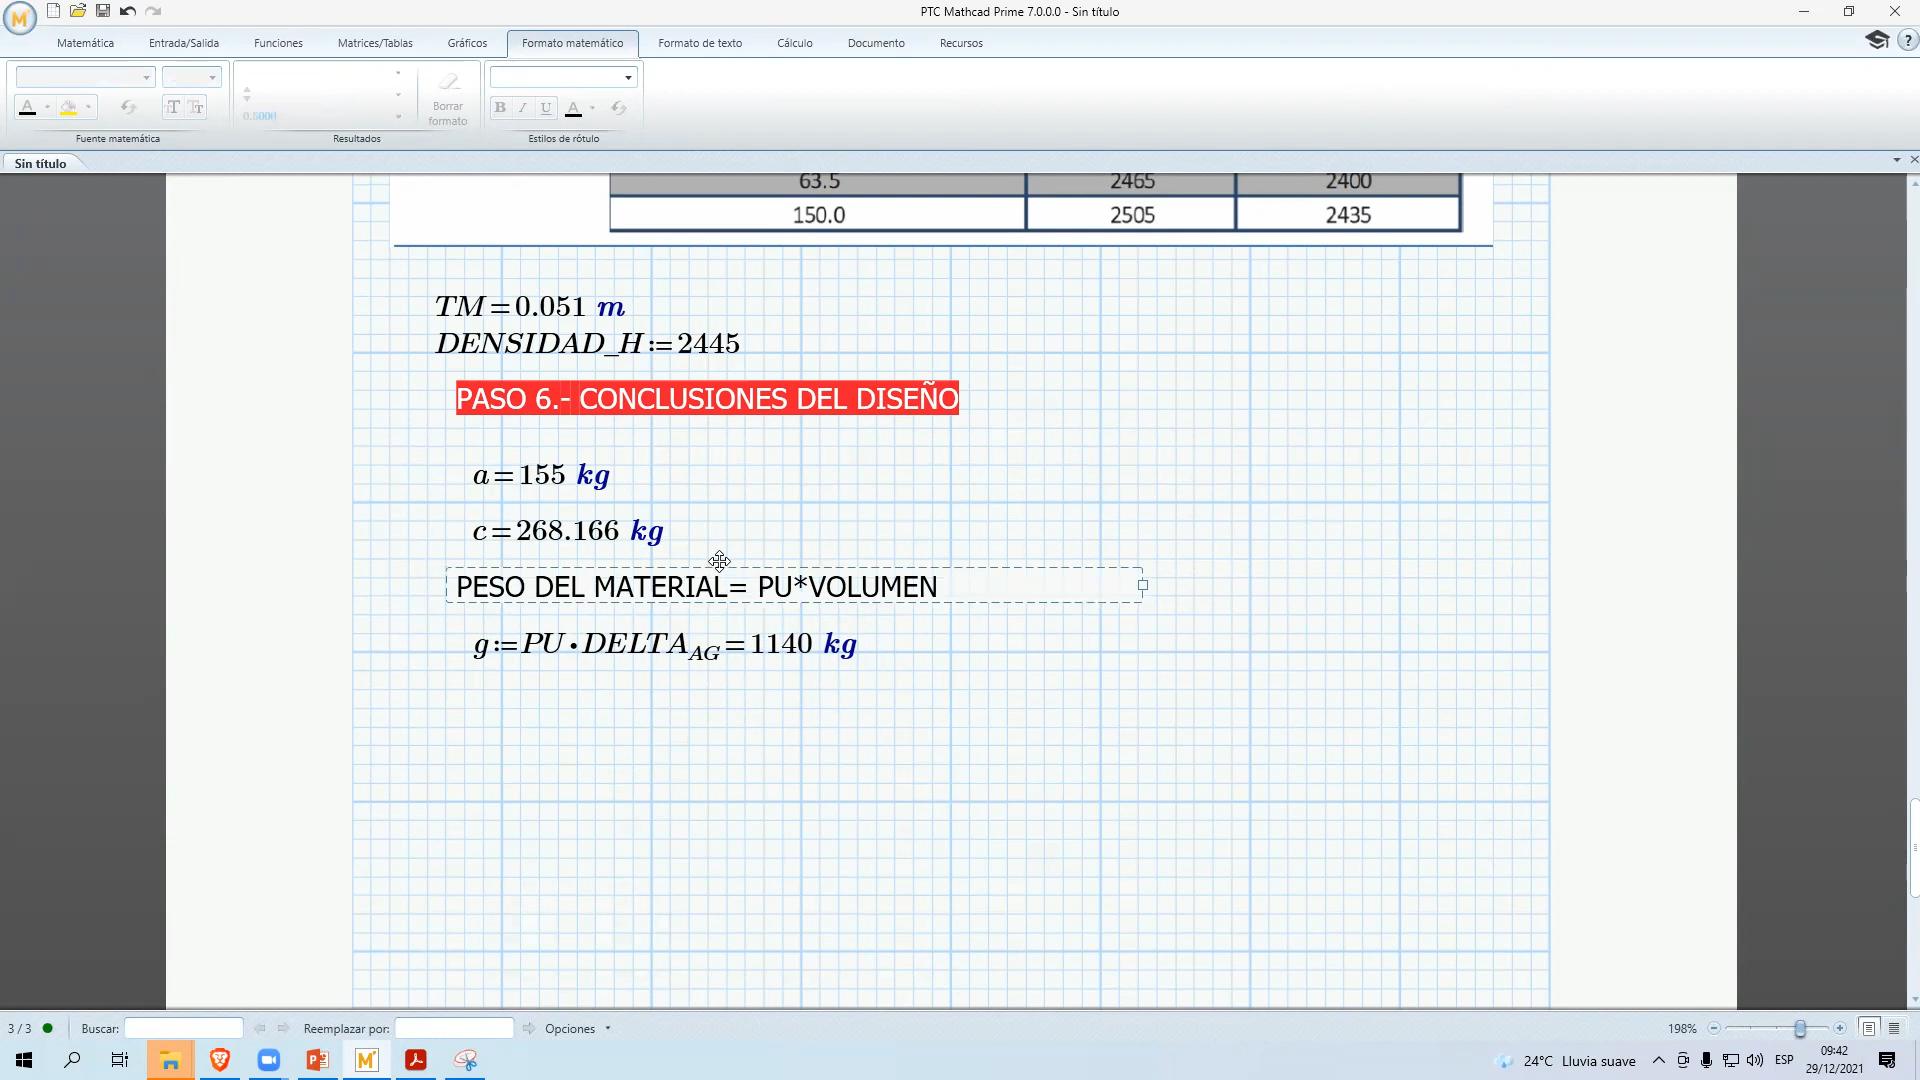 PTC Mathcad Prime 7.0.0.0 - Sin título
Matemática Entrada/Salida Funciones Matrices/Tablas Gráficos Formato matemático Formato de texto Cálculo Documento Recursos
0.5000
Borrar
formato
B I U A
Fuente matemática Resultados Estilos de rótulo
Sin título
63.5 2465 2400
150.0 2505 2435
TM=0.051 m
DENSIDAD_H:=2445
PASO 6.- CONCLUSIONES DEL DISEÑO
a=155 kg
c=268.166 kg
PESO DEL MATERIAL= PU*VOLUMEN
g:=PU•DELTA_AG=1140 kg
3 / 3 Buscar: Reemplazar por: Opciones 198%
24°C Lluvia suave ESP 09:42
29/12/2021